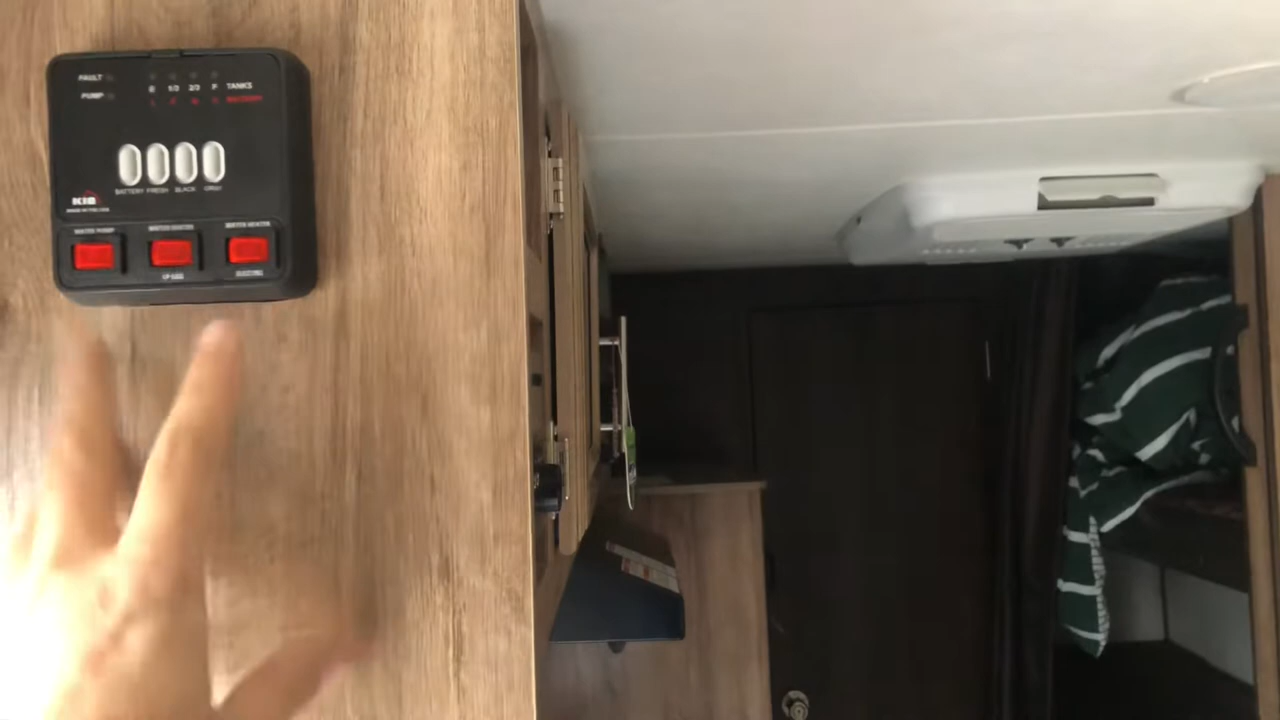 FAULT
E 1/3 2/3 F TANKS
PUMP
L F G C BATTERY
BATTERY FRESH BLACK GRAY
KIB
WATER PUMP WATER HEATER WATER HEATER
LP GAS ELECTRIC